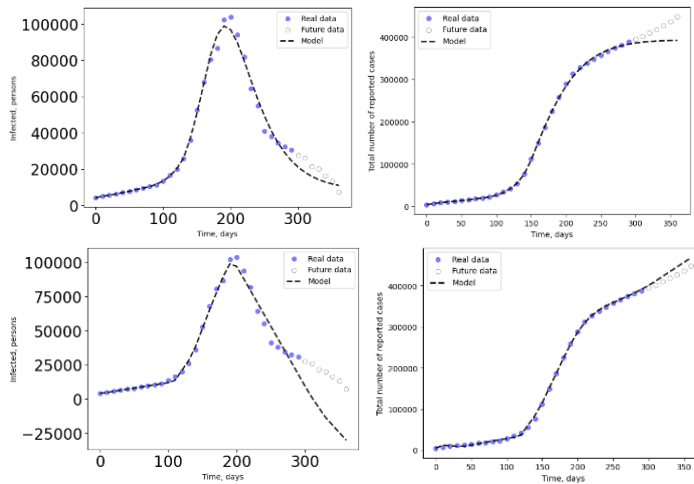 100000
80000
60000
40000
20000
0
Infected, persons
0 100 200 300
Time, days
Real data
Future data
Model
400000
300000
200000
100000
0
Total number of reported cases
0 50 100 150 200 250 300 350
Time, days
Real data
Future data
Model
100000
75000
50000
25000
0
−25000
Infected, persons
0 100 200 300
Time, days
Real data
Future data
Model
400000
300000
200000
100000
0
Total number of reported cases
0 50 100 150 200 250 300 350
Time, days
Real data
Future data
Model